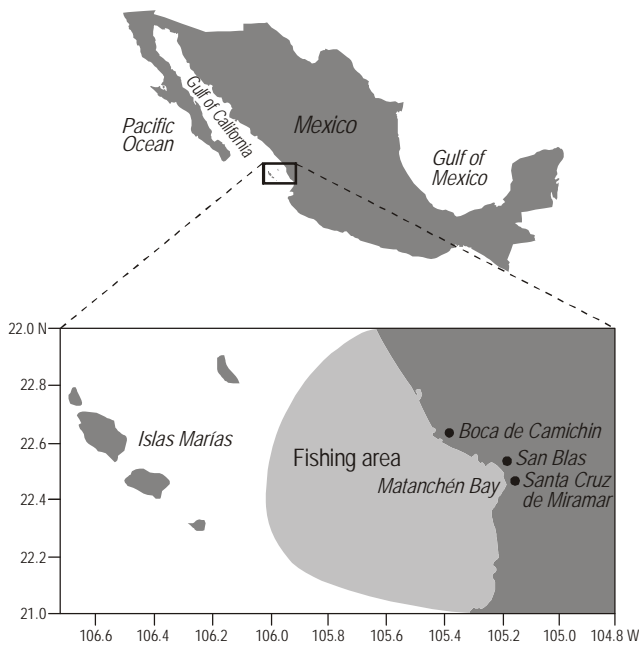 Gulf of California
Pacific
Ocean
Mexico
Gulf of
Mexico
22.0 N
22.8
22.6
22.4
22.2
21.0
Islas Marías
Fishing area
Boca de Camichin
San Blas
Matanchén Bay
Santa Cruz
de Miramar
106.6
106.4
106.2
106.0
105.8
105.6
105.4
105.2
105.0
104.8 W